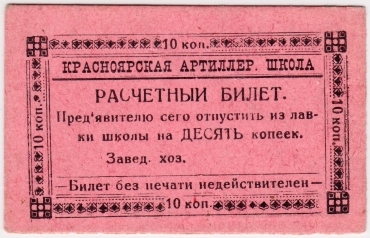 10 коп.
КРАСНОЯРСКАЯ АРТИЛЛЕР. ШКОЛА
РАСЧЕТНЫЙ БИЛЕТ.
Пред'явителю сего отпустить из лав-
ки школы на ДЕСЯТЬ копеек.
Завед. хоз.
—Билет без печати недействителен—
10 коп.
10 коп.
10 коп.